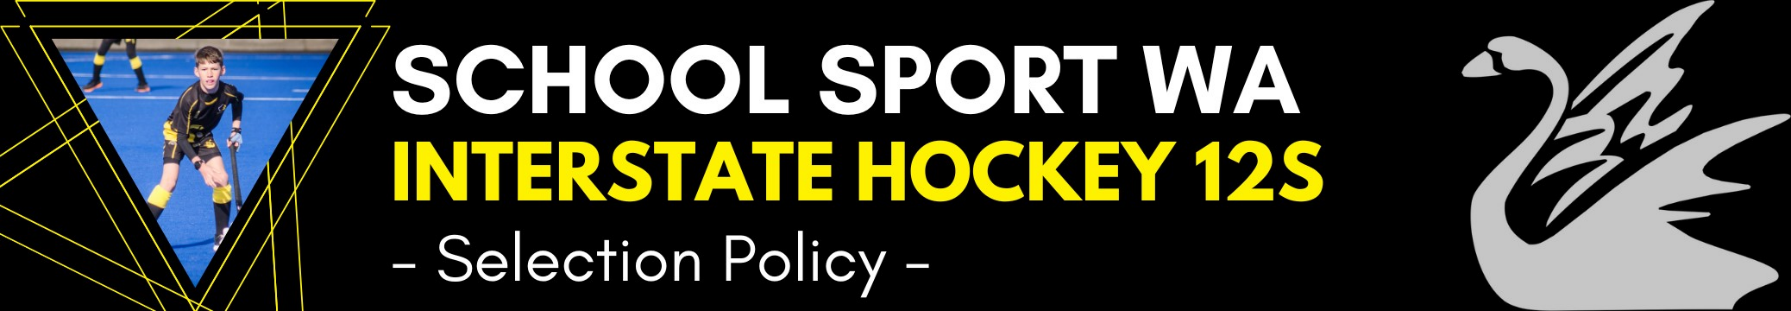 SCHOOL SPORT WA
INTERSTATE HOCKEY 12S
- Selection Policy -